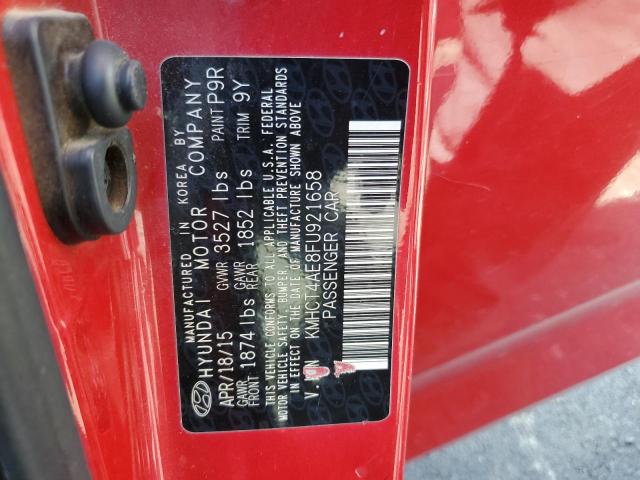 MANUFACTURED IN KOREA BY
HYUNDAI MOTOR COMPANY
APR/18/15 GVWR 3527 lbs PAINT P9R
GAWR FRONT 1874 lbs GAWR REAR 1852 lbs TRIM 9Y
THIS VEHICLE CONFORMS TO ALL APPLICABLE U.S.A. FEDERAL
MOTOR VEHICLE SAFETY, BUMPER, AND THEFT PREVENTION STANDARDS
IN EFFECT ON THE DATE OF MANUFACTURE SHOWN ABOVE
V.I.N KMHCT4AE8FU921658
PASSENGER CAR